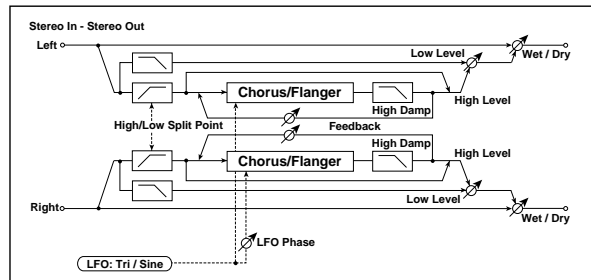 Stereo In - Stereo Out
Left
Wet / Dry
Low Level
Chorus/Flanger
High Damp
High Level
High/Low Split Point
Feedback
High Damp
Chorus/Flanger
High Level
Low Level
Right
Wet / Dry
LFO Phase
LFO: Tri / Sine